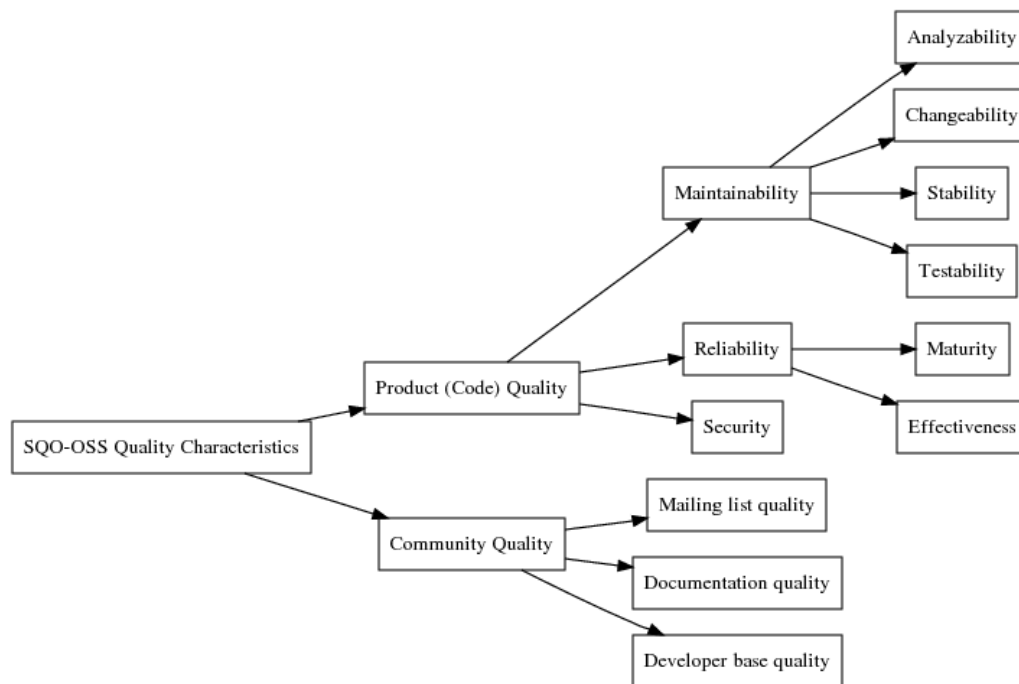 Analyzability
Changeability
Maintainability
Stability
Testability
Reliability
Maturity
Product (Code) Quality
Security
Effectiveness
SQO-OSS Quality Characteristics
Mailing list quality
Community Quality
Documentation quality
Developer base quality